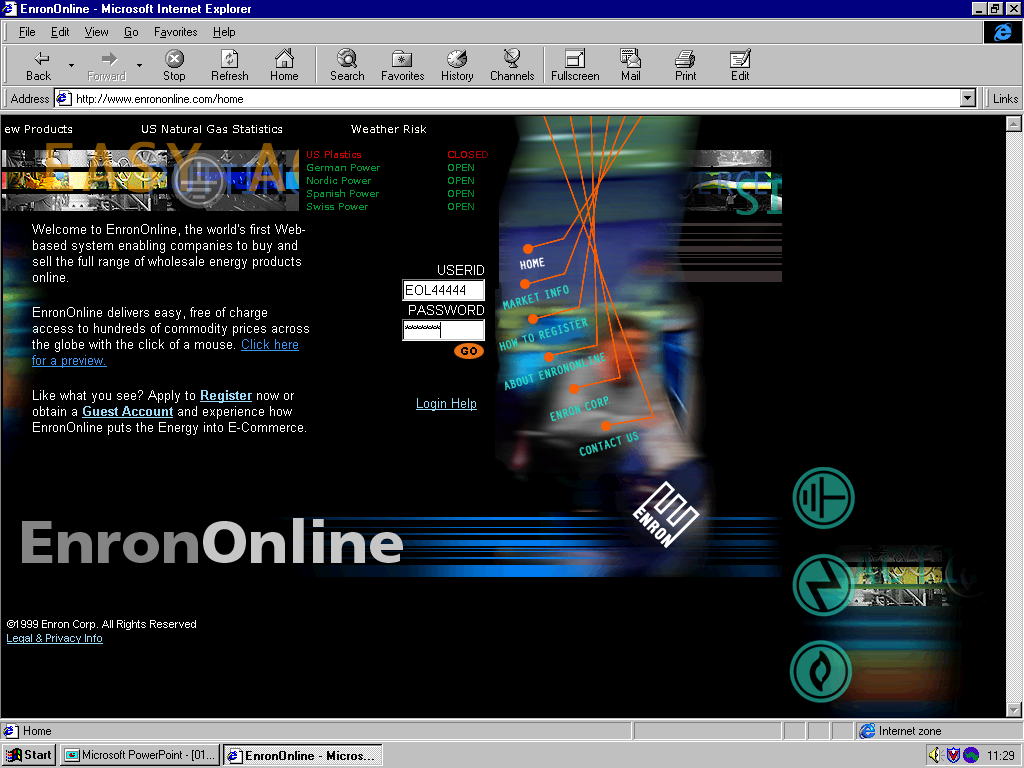 EnronOnline - Microsoft Internet Explorer
File Edit View Go Favorites Help
Back Forward Stop Refresh Home Search Favorites History Channels Fullscreen Mail Print Edit
Address http://www.enrononline.com/home Links
ew Products US Natural Gas Statistics Weather Risk
EASY A
US Plastics CLOSED
German Power OPEN
Nordic Power OPEN
Spanish Power OPEN
Swiss Power OPEN
Welcome to EnronOnline, the world's first Web-
based system enabling companies to buy and
sell the full range of wholesale energy products
online.
EnronOnline delivers easy, free of charge
access to hundreds of commodity prices across
the globe with the click of a mouse. Click here
for a preview.
Like what you see? Apply to Register now or
obtain a Guest Account and experience how
EnronOnline puts the Energy into E-Commerce.
USERID
EOL44444
PASSWORD
*******
GO
Login Help
HOME
MARKET INFO
HOW TO REGISTER
ABOUT ENRONONLINE
ENRON CORP
CONTACT US
ENRON
EnronOnline
©1999 Enron Corp. All Rights Reserved
Legal & Privacy Info
Home Internet zone
Start Microsoft PowerPoint - [01... EnronOnline - Micros... 11:29